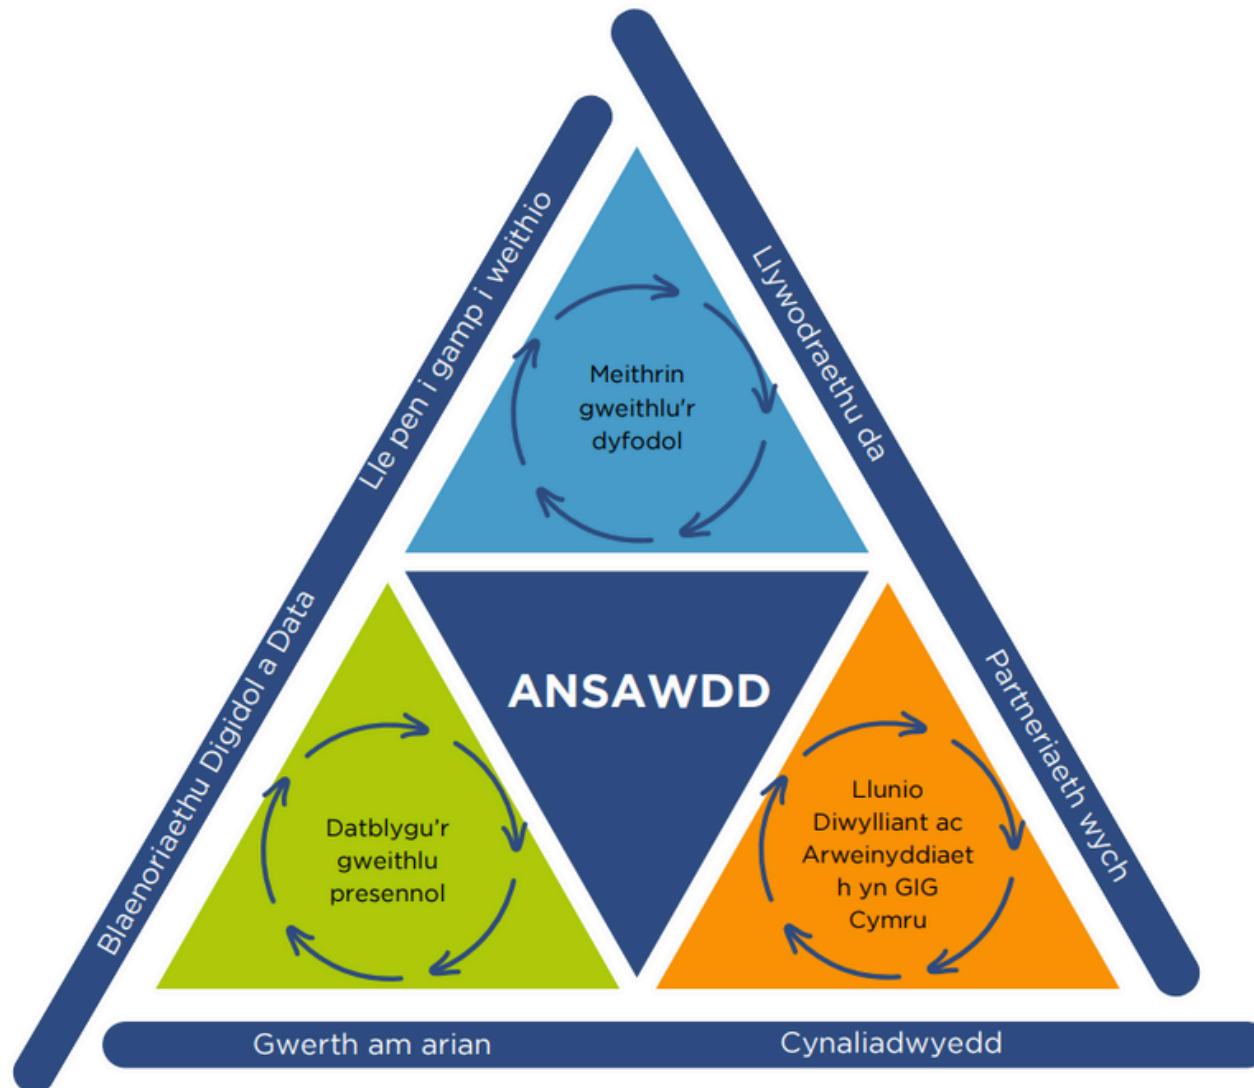 Lle pen i gamp i weithio
Blaenoriaethu Digidol a Data
Llywodraethu da
Partneriaeth wych
Meithrin
gweithlu'r
dyfodol
ANSAWDD
Datblygu’r
gweithlu
presennol
Llunio
Diwylliant ac
Arweinyddiaet
h yn GIG
Cymru
Gwerth am arian
Cynaliadwyedd